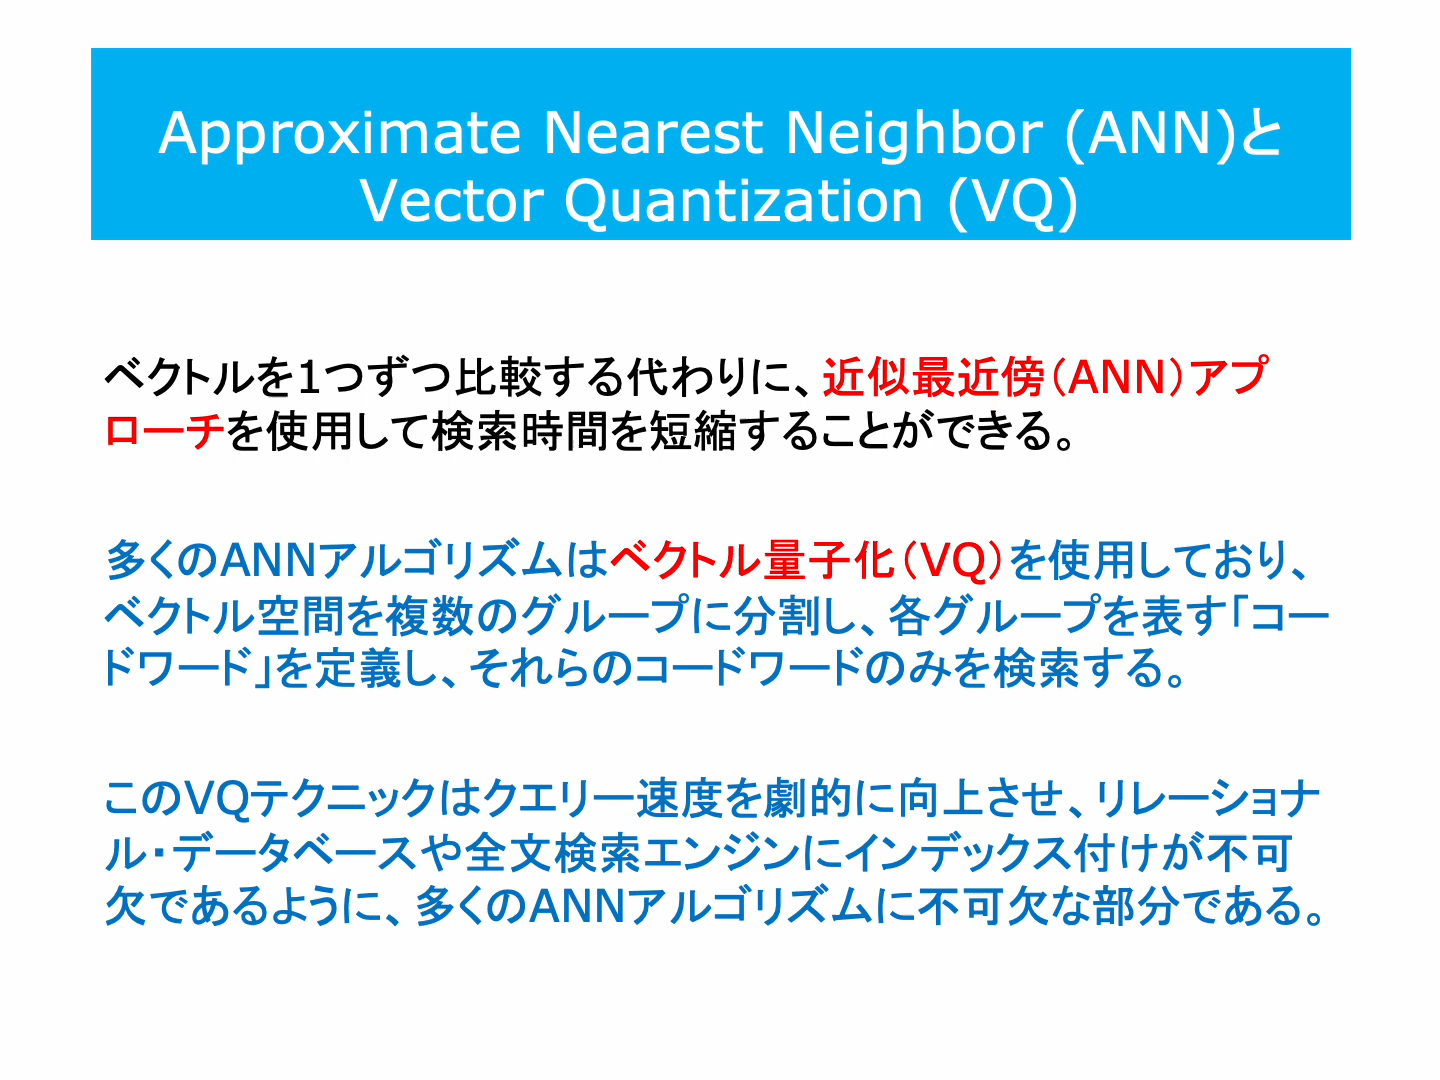 Approximate Nearest Neighbor (ANN)と
Vector Quantization (VQ)
ベクトルを1つずつ比較する代わりに、近似最近傍（ANN）アプ
ローチを使用して検索時間を短縮することができる。
多くのANNアルゴリズムはベクトル量子化（VQ）を使用しており、
ベクトル空間を複数のグループに分割し、各グループを表す「コー
ドワード」を定義し、それらのコードワードのみを検索する。
このVQテクニックはクエリー速度を劇的に向上させ、リレーショナ
ル・データベースや全文検索エンジンにインデックス付けが不可
欠であるように、多くのANNアルゴリズムに不可欠な部分である。